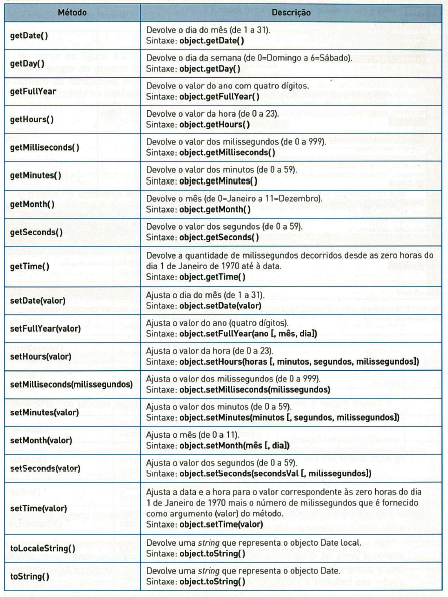 Método Descrição
getDate() Devolve o dia do mês (de 1 a 31).
Sintaxe: object.getDate()
getDay() Devolve o dia da semana (de 0=Domingo a 6=Sábado).
Sintaxe: object.getDay()
getFullYear Devolve o valor do ano com quatro dígitos.
Sintaxe: object.getFullYear()
getHours() Devolve o valor da hora (de 0 a 23).
Sintaxe: object.getHours()
getMilliseconds() Devolve o valor dos milissegundos (de 0 a 999).
Sintaxe: object.getMilliseconds()
getMinutes() Devolve o valor dos minutos (de 0 a 59).
Sintaxe: object.getMinutes()
getMonth() Devolve o mês (de 0=Janeiro a 11=Dezembro).
Sintaxe: object.getMonth()
getSeconds() Devolve o valor dos segundos (de 0 a 59).
Sintaxe: object.getSeconds()
getTime() Devolve a quantidade de milissegundos decorridos desde as zero horas do
dia 1 de Janeiro de 1970 até à data.
Sintaxe: object.getTime()
setDate(valor) Ajusta o dia do mês (de 1 a 31).
Sintaxe: object.setDate(valor)
setFullYear(valor) Ajusta o valor do ano (quatro dígitos).
Sintaxe: object.setFullYear(ano [, mês, dia])
setHours(valor) Ajusta o valor da hora (de 0 a 23).
Sintaxe: object.setHours(horas [, minutos, segundos, milissegundos])
setMilliseconds(milissegundos) Ajusta o valor dos milissegundos (de 0 a 999).
Sintaxe: object.setMilliseconds(milissegundos)
setMinutes(valor) Ajusta o valor dos minutos (de 0 a 59).
Sintaxe: object.setMinutes(minutos [, segundos, milissegundos])
setMonth(valor) Ajusta o mês (de 0 a 11).
Sintaxe: object.setMonth(mês [, dia])
setSeconds(valor) Ajusta o valor dos segundos (de 0 a 59).
Sintaxe: object.setSeconds(secondsVal [, milissegundos])
setTime(valor) Ajusta a data e a hora para o valor correspondente às zero horas do dia
1 de Janeiro de 1970 mais o número de milissegundos que é fornecido
como argumento (valor) do método.
Sintaxe: object.setTime(valor)
toLocaleString() Devolve uma string que representa o objecto Date local.
Sintaxe: object.toString()
toString() Devolve uma string que representa o objecto Date.
Sintaxe: object.toString()